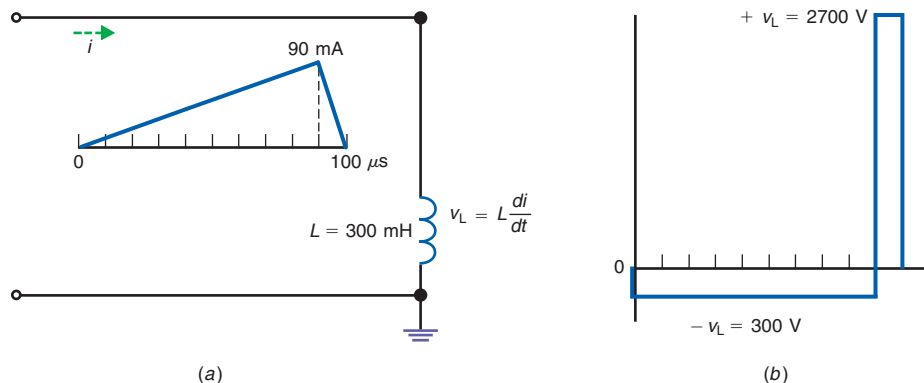 i
90 mA
0
100 μs
L = 300 mH
v_L = L di/dt
(a)
+ v_L = 2700 V
0
− v_L = 300 V
(b)